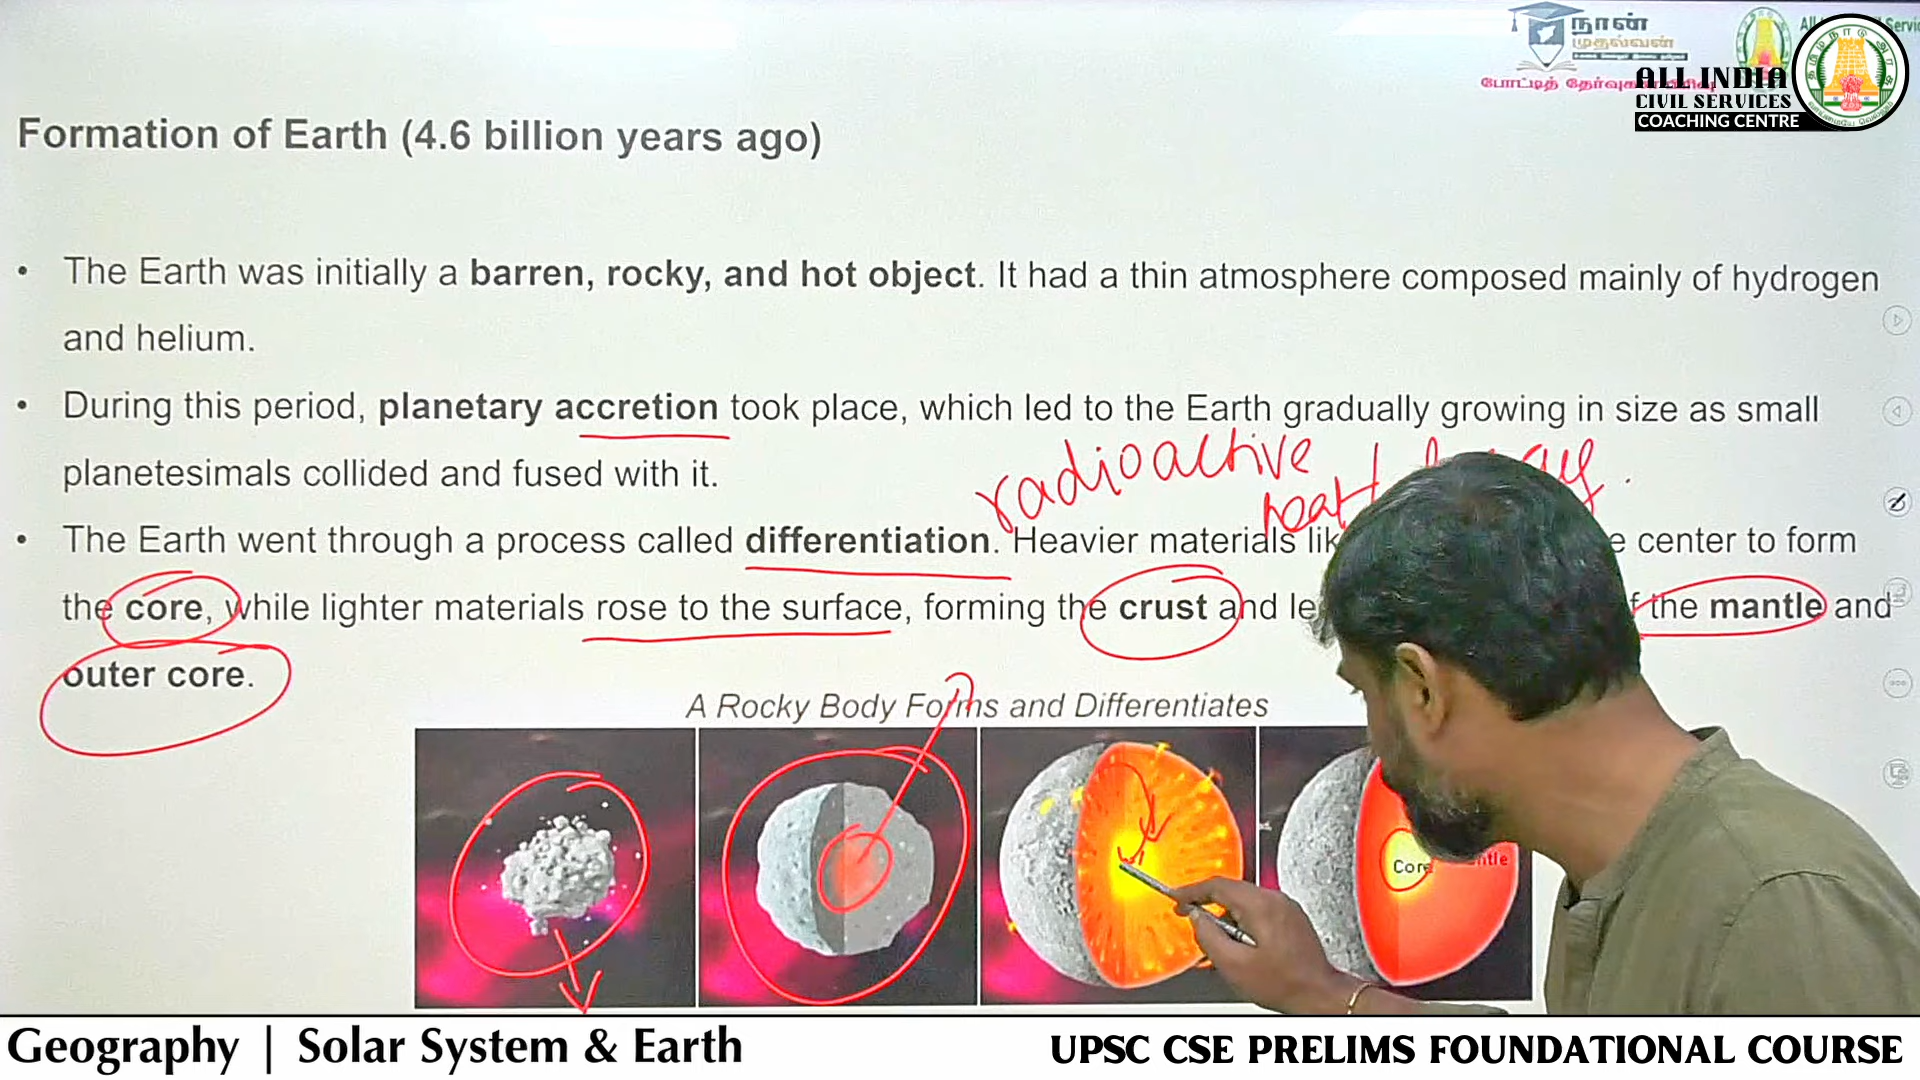 நான்
முதல்வன்
போட்டித்
ALL INDIA
CIVIL SERVICES
COACHING CENTRE
Formation of Earth (4.6 billion years ago)
• The Earth was initially a barren, rocky, and hot object. It had a thin atmosphere composed mainly of hydrogen
and helium.
• During this period, planetary accretion took place, which led to the Earth gradually growing in size as small
planetesimals collided and fused with it.
radioactive
heat
• The Earth went through a process called differentiation. Heavier materials center to form
the core, while lighter materials rose to the surface, forming the crust and the mantle and
outer core.
A Rocky Body Forms and Differentiates
Core
Geography | Solar System & Earth
UPSC CSE PRELIMS FOUNDATIONAL COURSE